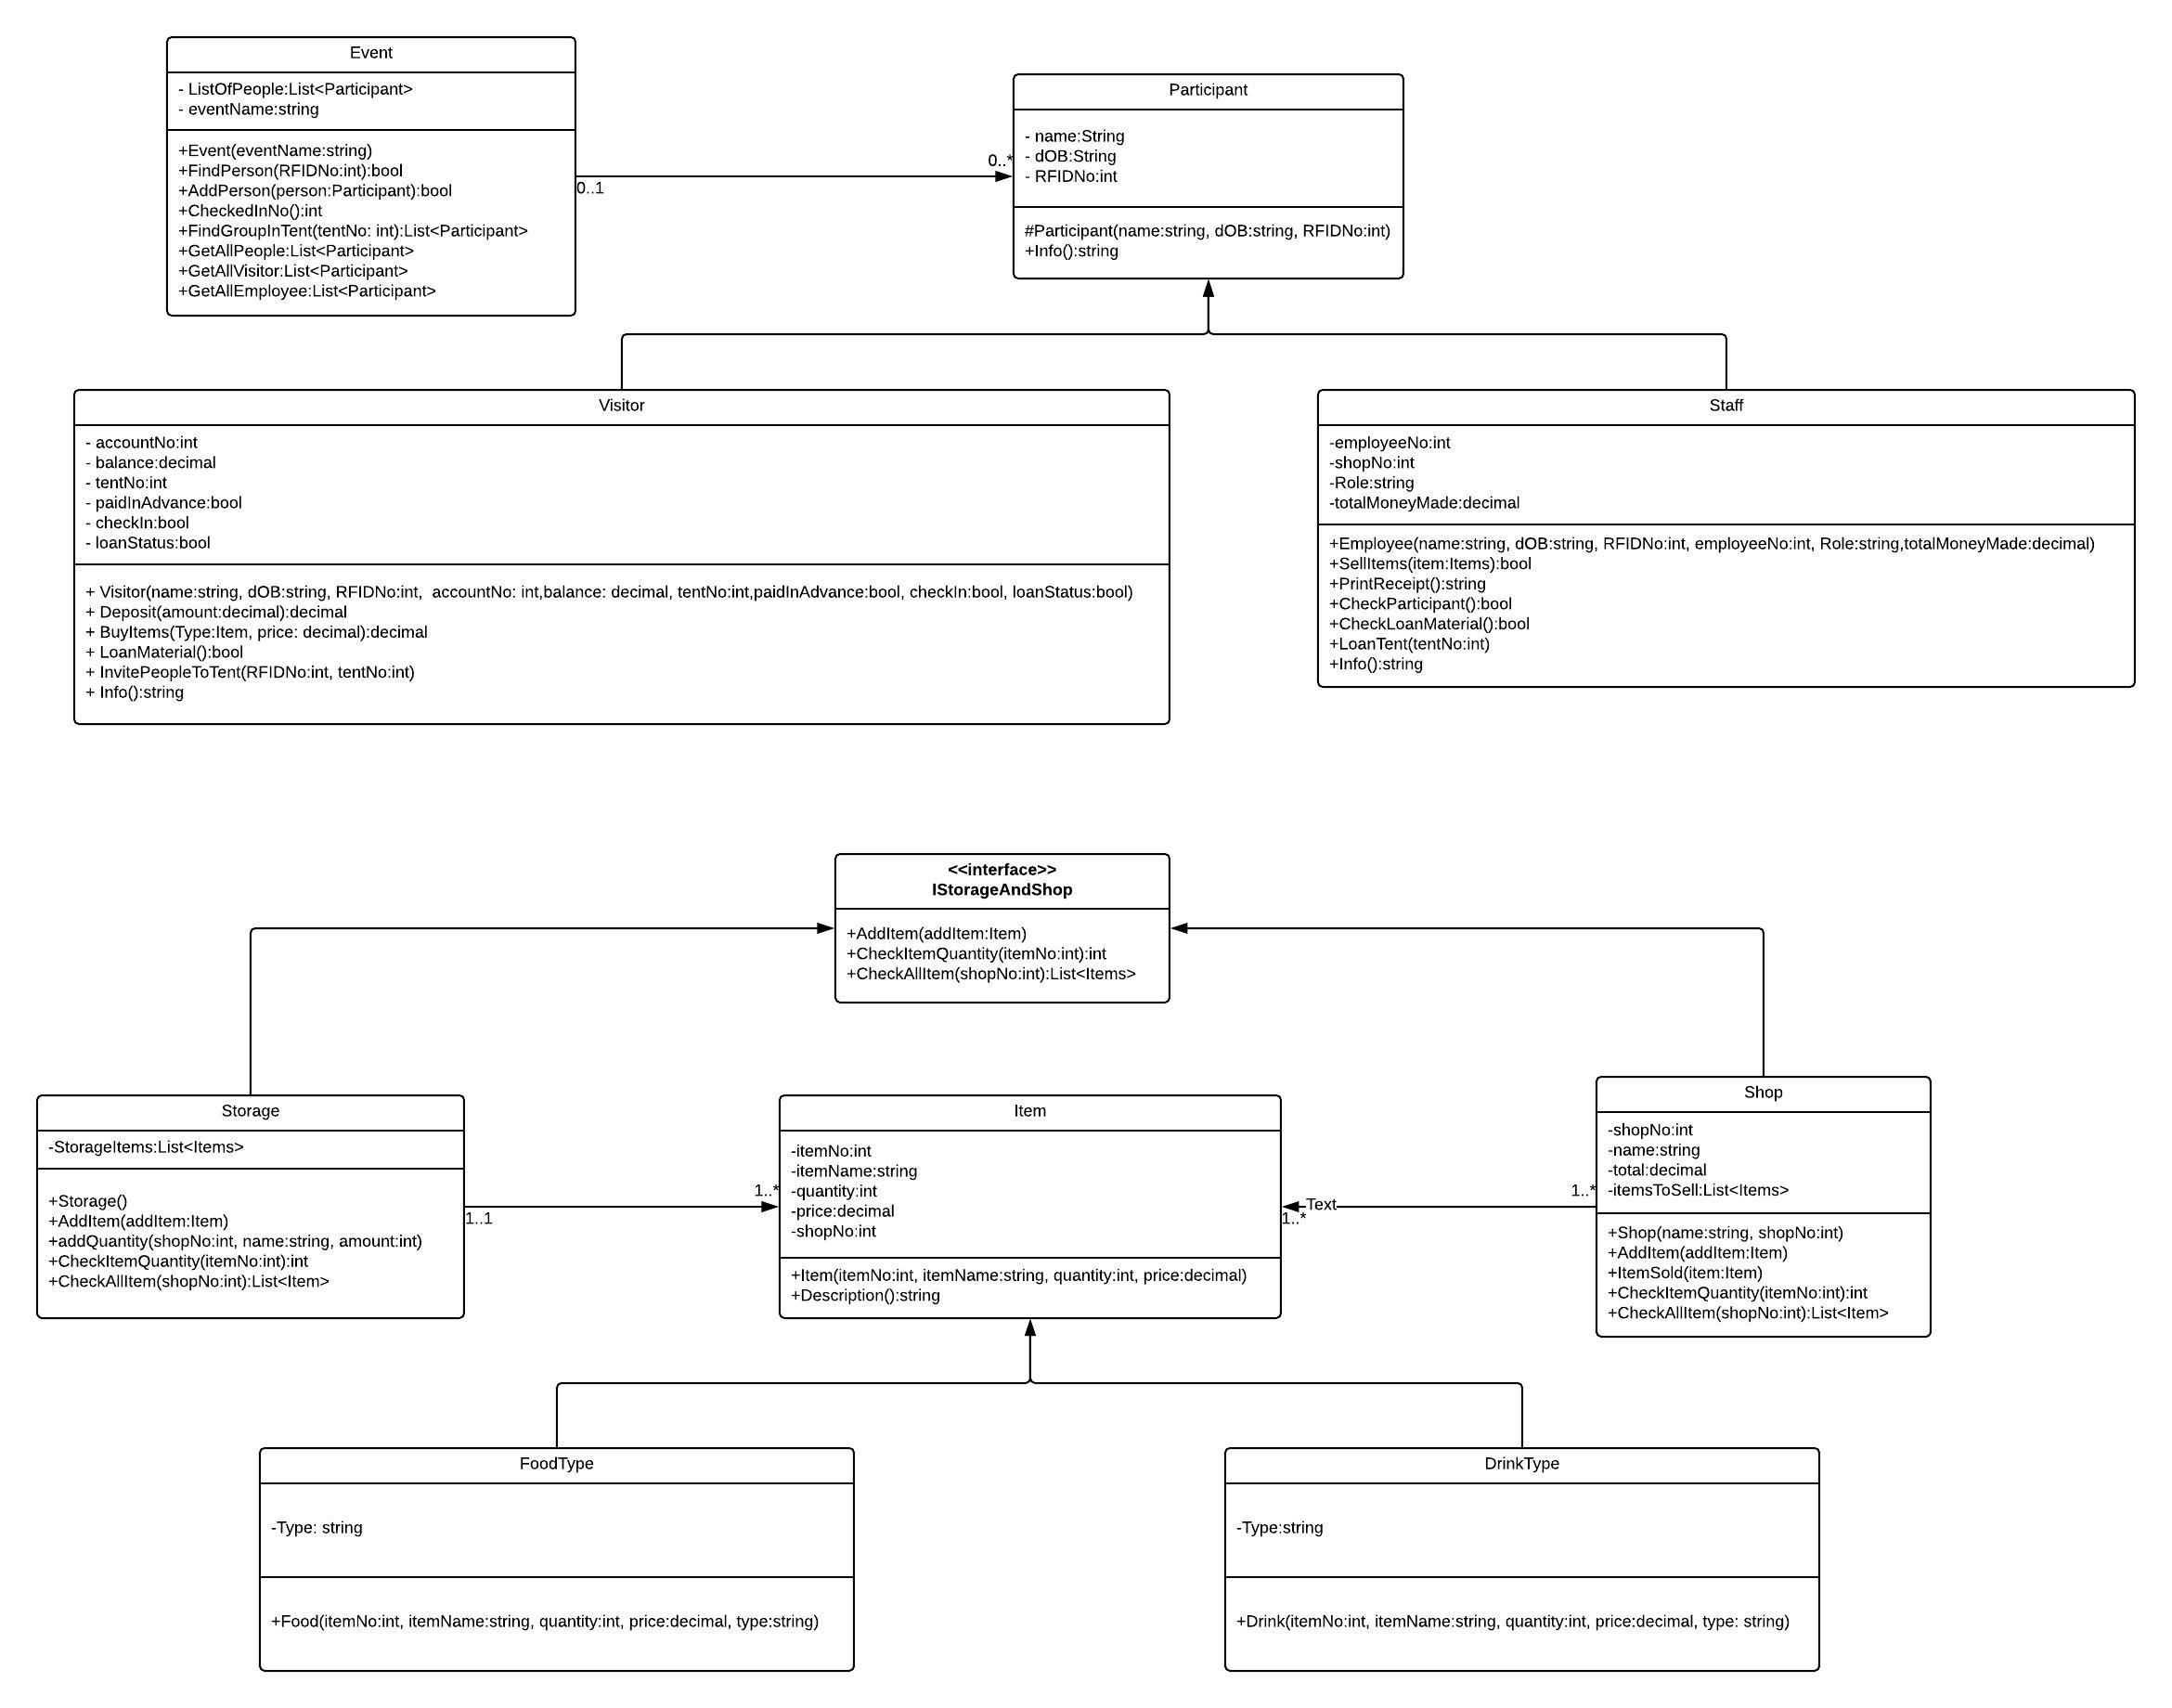 Event
- ListOfPeople:List<Participant>
- eventName:string
+Event(eventName:string)
+FindPerson(RFIDNo:int):bool
+AddPerson(person:Participant):bool
+CheckedInNo():int
+FindGroupInTent(tentNo: int):List<Participant>
+GetAllPeople:List<Participant>
+GetAllVisitor:List<Participant>
+GetAllEmployee:List<Participant>
0..1
0..*
Participant
- name:String
- dOB:String
- RFIDNo:int
#Participant(name:string, dOB:string, RFIDNo:int)
+Info():string
Visitor
- accountNo:int
- balance:decimal
- tentNo:int
- paidInAdvance:bool
- checkIn:bool
- loanStatus:bool
+ Visitor(name:string, dOB:string, RFIDNo:int,  accountNo: int,balance: decimal, tentNo:int,paidInAdvance:bool, checkIn:bool, loanStatus:bool)
+ Deposit(amount:decimal):decimal
+ BuyItems(Type:Item, price: decimal):decimal
+ LoanMaterial():bool
+ InvitePeopleToTent(RFIDNo:int, tentNo:int)
+ Info():string
Staff
-employeeNo:int
-shopNo:int
-Role:string
-totalMoneyMade:decimal
+Employee(name:string, dOB:string, RFIDNo:int, employeeNo:int, Role:string,totalMoneyMade:decimal)
+SellItems(item:Items):bool
+PrintReceipt():string
+CheckParticipant():bool
+CheckLoanMaterial():bool
+LoanTent(tentNo:int)
+Info():string
<<interface>>
IStorageAndShop
+AddItem(addItem:Item)
+CheckItemQuantity(itemNo:int):int
+CheckAllItem(shopNo:int):List<Items>
Storage
-StorageItems:List<Items>
+Storage()
+AddItem(addItem:Item)
+addQuantity(shopNo:int, name:string, amount:int)
+CheckItemQuantity(itemNo:int):int
+CheckAllItem(shopNo:int):List<Item>
1..1
1..*
Item
-itemNo:int
-itemName:string
-quantity:int
-price:decimal
-shopNo:int
+Item(itemNo:int, itemName:string, quantity:int, price:decimal)
+Description():string
1..*
Text
1..*
Shop
-shopNo:int
-name:string
-total:decimal
-itemsToSell:List<Items>
+Shop(name:string, shopNo:int)
+AddItem(addItem:Item)
+ItemSold(item:Item)
+CheckItemQuantity(itemNo:int):int
+CheckAllItem(shopNo:int):List<Item>
FoodType
-Type: string
+Food(itemNo:int, itemName:string, quantity:int, price:decimal, type:string)
DrinkType
-Type:string
+Drink(itemNo:int, itemName:string, quantity:int, price:decimal, type: string)